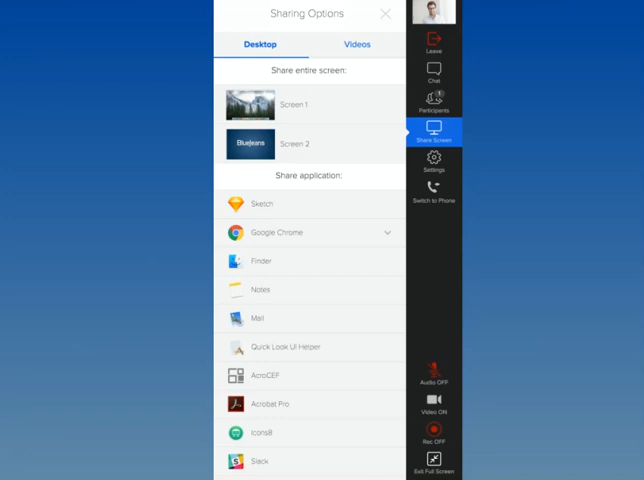 Sharing Options
Desktop
Videos
Share entire screen:
Screen 1
BlueJeans
Screen 2
Share application:
Sketch
Google Chrome
Finder
Notes
Mail
Quick Look UI Helper
AcroCEF
Acrobat Pro
Icons8
Slack
Leave
Chat
1
Participants
Share Screen
Settings
Switch to Phone
Audio OFF
Video ON
Rec OFF
Exit Full Screen